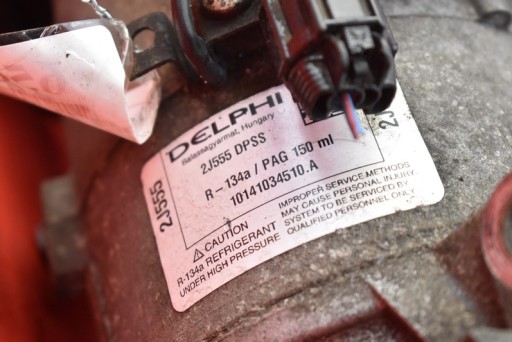 DELPHI
Balassagyarmat, Hungary
2J555 DPSS
R-134a / PAG 150 ml
10141034510.A
2J555
2J
CAUTION
R-134a REFRIGERANT
UNDER HIGH PRESSURE
IMPROPER SERVICE METHODS
MAY CAUSE PERSONAL INJURY.
SYSTEM TO BE SERVICED BY
QUALIFIED PERSONNEL ONLY